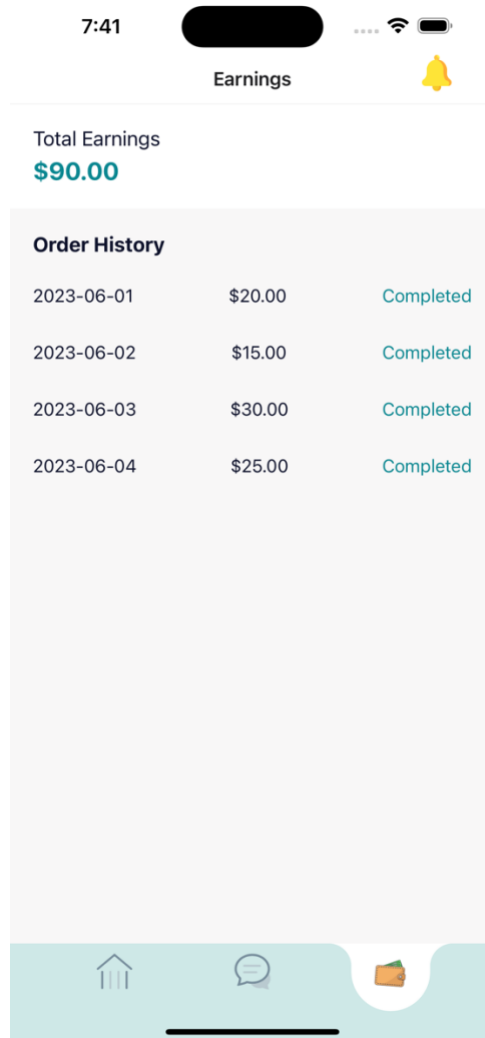 7:41
Earnings
Total Earnings
$90.00
Order History
2023-06-01 $20.00 Completed
2023-06-02 $15.00 Completed
2023-06-03 $30.00 Completed
2023-06-04 $25.00 Completed